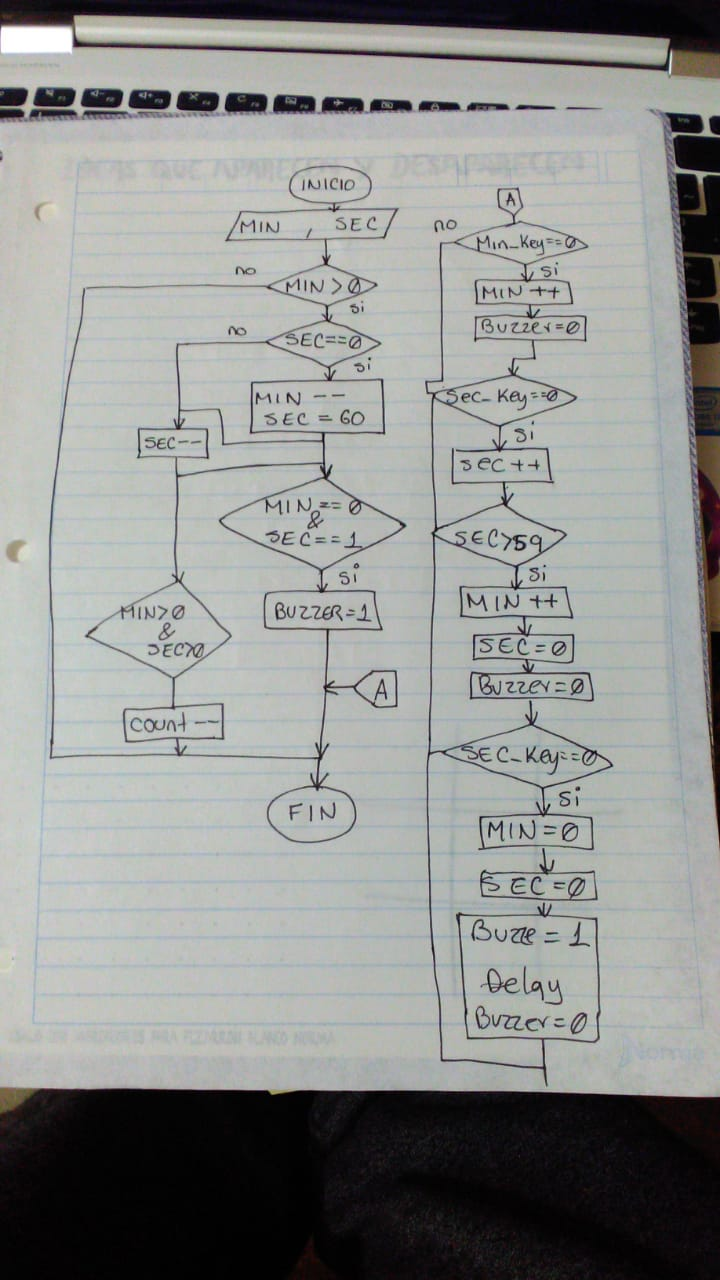 INICIO
MIN , SEC
no
MIN > 0
si
no
SEC==0
si
MIN --
SEC = 60
SEC--
MIN == 0
&
SEC==1
si
BUZZER=1
MIN>0
&
SEC>0
A
Count --
FIN
A
no
Min_Key==0
si
MIN ++
Buzzer=0
Sec_Key==0
si
sec ++
SEC>59
si
MIN ++
SEC=0
Buzzer=0
SEC_Key==0
si
MIN=0
SEC=0
Buzze=1
Delay
Buzzer=0
Norma